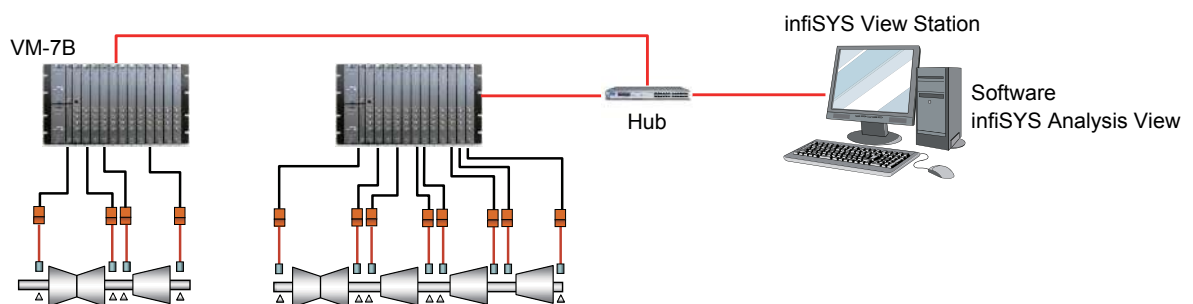 infiSYS View Station
VM-7B
Software
infiSYS Analysis View
Hub